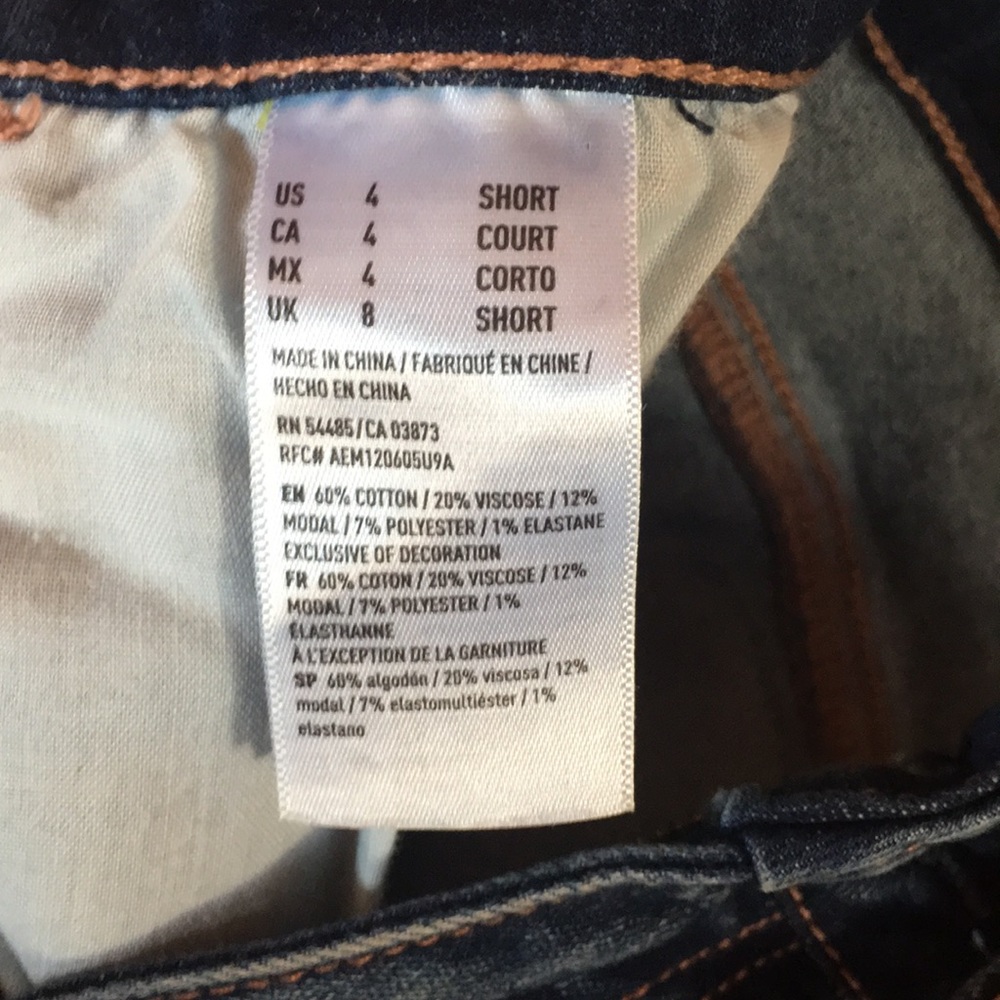 US 4 SHORT
CA 4 COURT
MX 4 CORTO
UK 8 SHORT
MADE IN CHINA / FABRIQUÉ EN CHINE /
HECHO EN CHINA
RN 54485/CA 03873
RFC# AEM120605U9A
EN 60% COTTON / 20% VISCOSE / 12%
MODAL / 7% POLYESTER / 1% ELASTANE
EXCLUSIVE OF DECORATION
FR 60% COTON / 20% VISCOSE / 12%
MODAL / 7% POLYESTER / 1%
ÉLASTHANNE
À L'EXCEPTION DE LA GARNITURE
SP 60% algodón / 20% viscosa / 12%
modal / 7% elastomultiéster / 1%
elastano